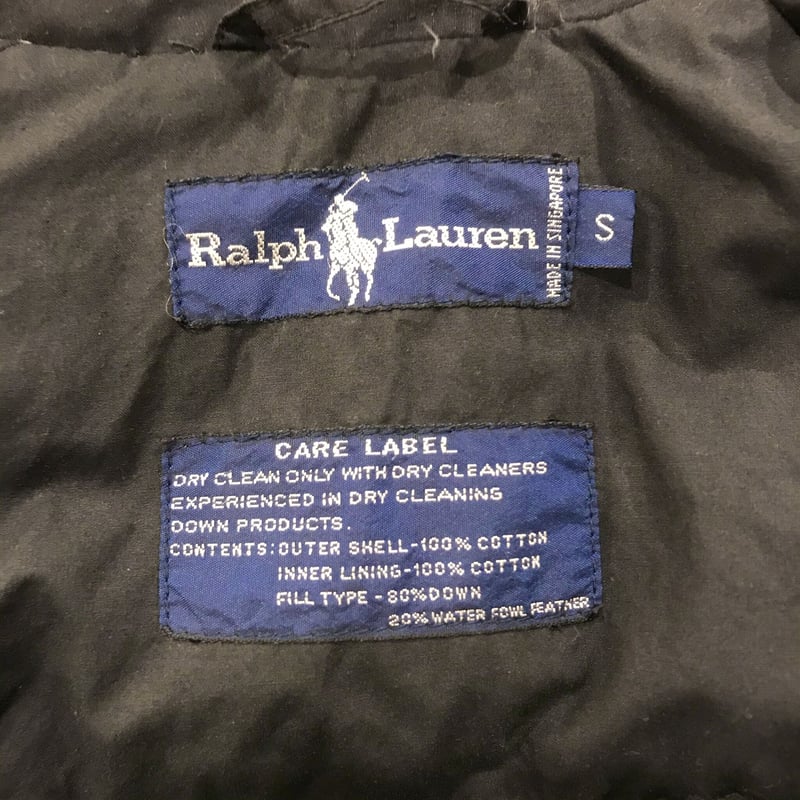 Ralph Lauren
MADE IN SINGAPORE
S
CARE LABEL
DRY CLEAN ONLY WITH DRY CLEANERS
EXPERIENCED IN DRY CLEANING
DOWN PRODUCTS.
CONTENTS: OUTER SHELL-100% COTTON
INNER LINING-100% COTTON
FILL TYPE - 80% DOWN
20% WATER FOWL FEATHER